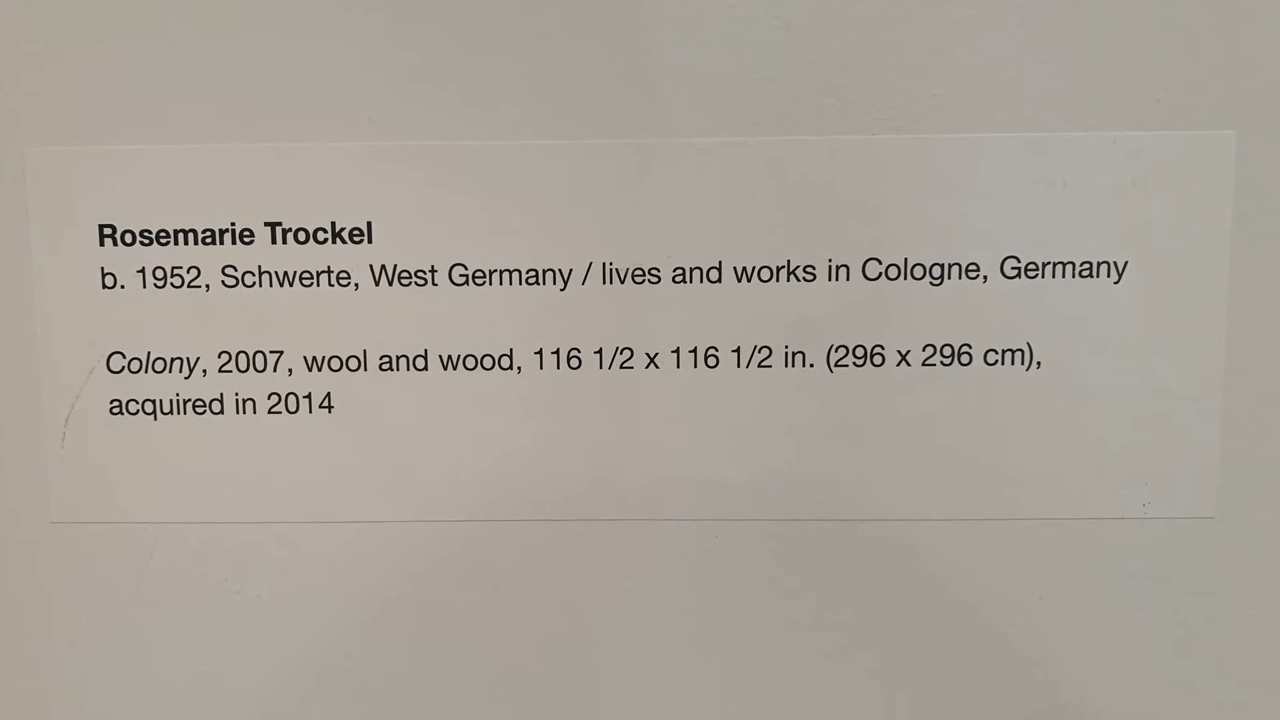 Rosemarie Trockel
b. 1952, Schwerte, West Germany / lives and works in Cologne, Germany
Colony, 2007, wool and wood, 116 1/2 x 116 1/2 in. (296 x 296 cm),
acquired in 2014